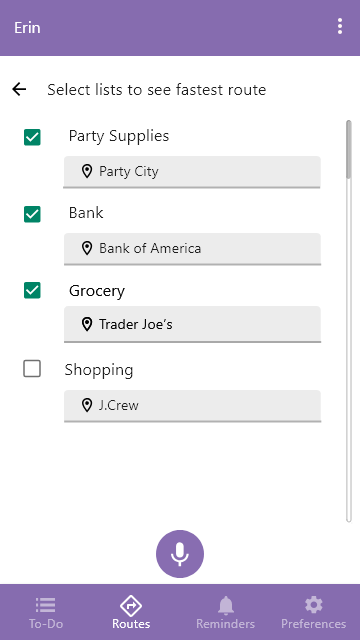 Erin
Select lists to see fastest route
Party Supplies
Party City
Bank
Bank of America
Grocery
Trader Joe's
Shopping
J.Crew
To-Do Routes Reminders Preferences